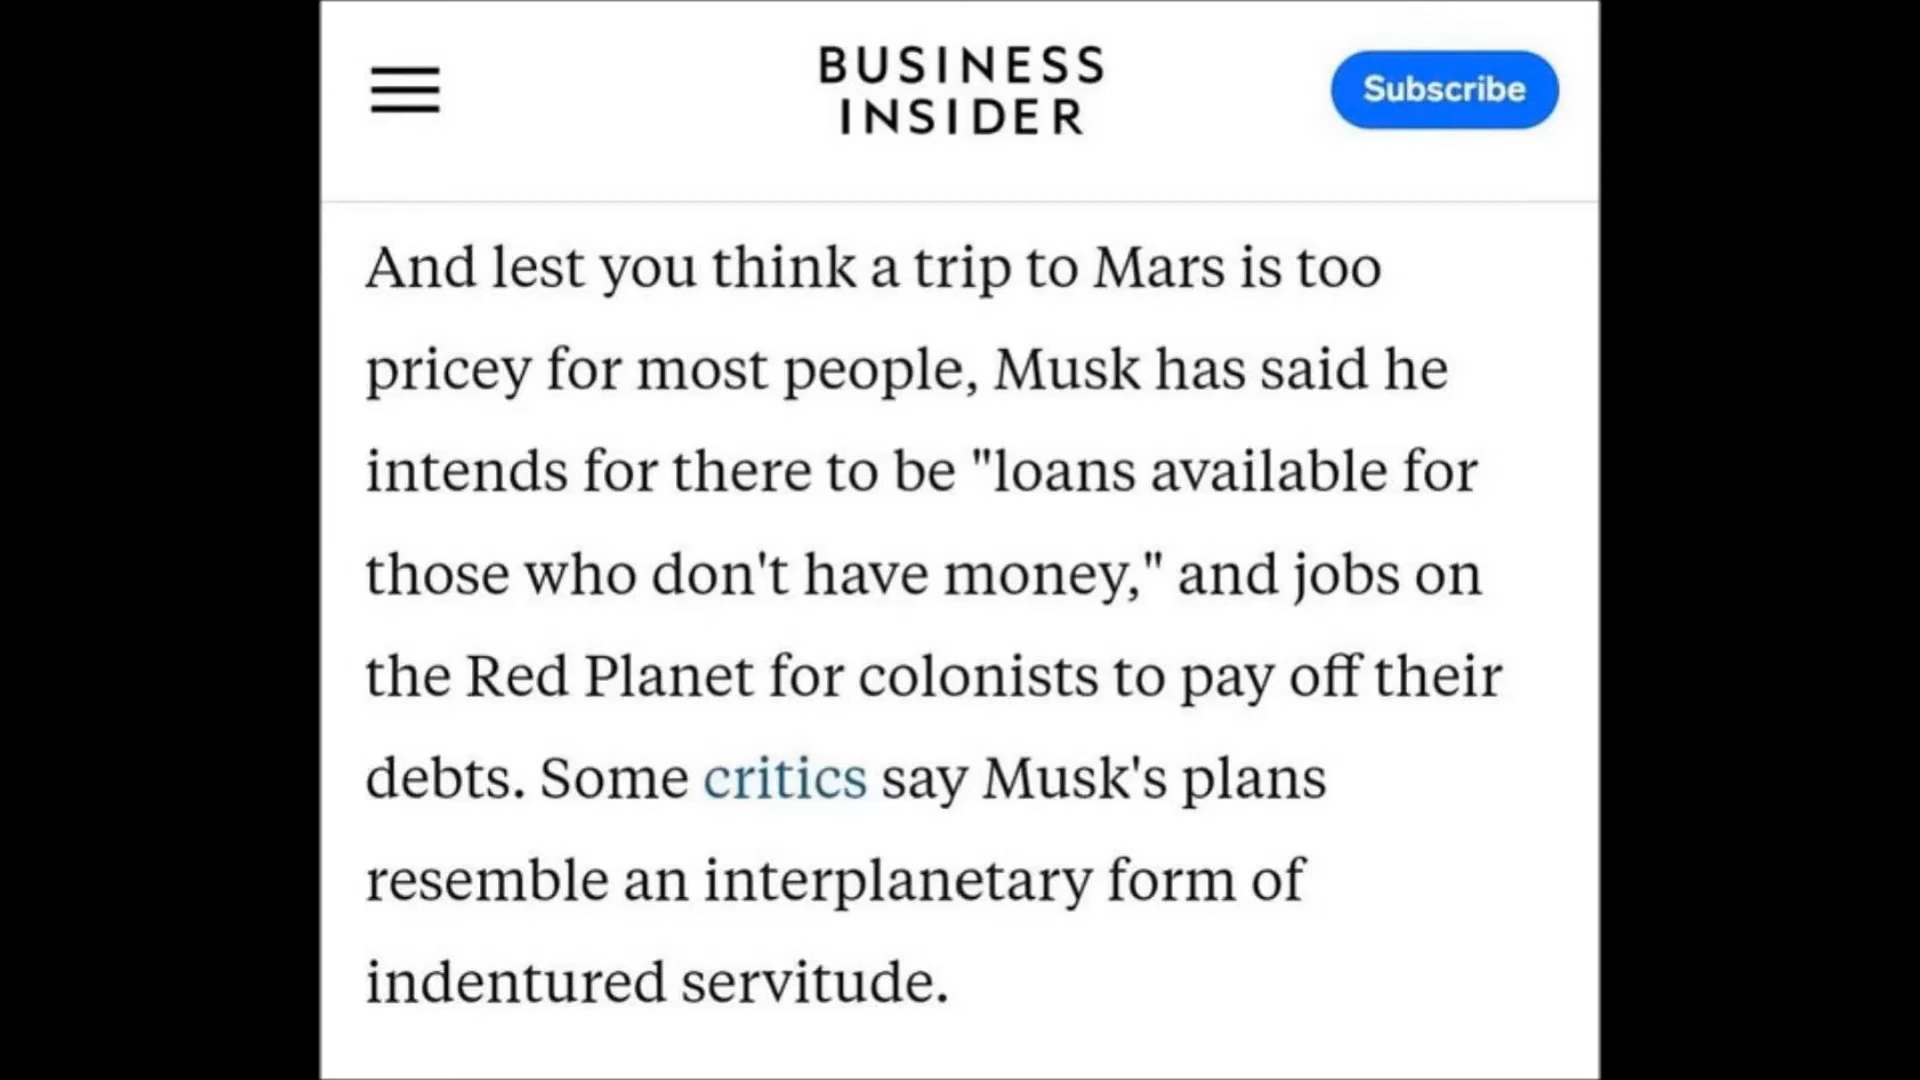 BUSINESS
INSIDER
Subscribe
And lest you think a trip to Mars is too
pricey for most people, Musk has said he
intends for there to be "loans available for
those who don't have money," and jobs on
the Red Planet for colonists to pay off their
debts. Some critics say Musk's plans
resemble an interplanetary form of
indentured servitude.